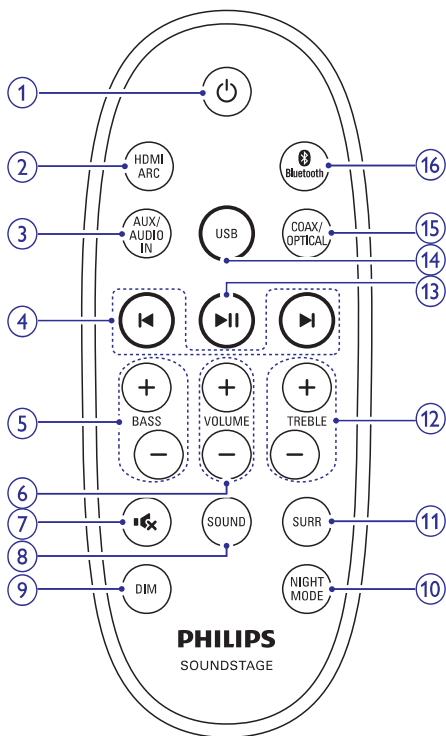 1
2
HDMI
ARC
Bluetooth
16
3
AUX/
AUDIO
IN
USB
COAX/
OPTICAL
15
14
13
4
5
+
+
+
BASS
VOLUME
TREBLE
12
−
−
−
6
7
SOUND
SURR
11
8
9
DIM
NIGHT
MODE
10
PHILIPS
SOUNDSTAGE